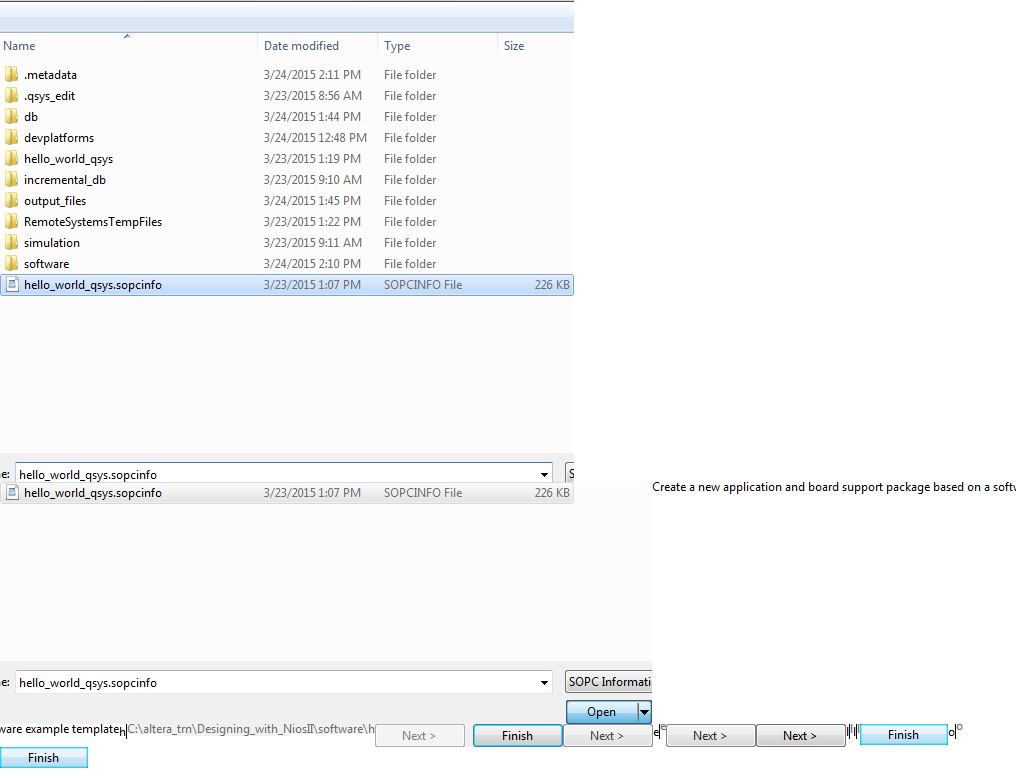 Name Date modified Type Size
.metadata 3/24/2015 2:11 PM File folder
.qsys_edit 3/23/2015 8:56 AM File folder
db 3/24/2015 1:44 PM File folder
devplatforms 3/24/2015 12:48 PM File folder
hello_world_qsys 3/23/2015 1:19 PM File folder
incremental_db 3/23/2015 9:10 AM File folder
output_files 3/24/2015 1:45 PM File folder
RemoteSystemsTempFiles 3/23/2015 1:22 PM File folder
simulation 3/23/2015 9:11 AM File folder
software 3/24/2015 2:10 PM File folder
hello_world_qsys.sopcinfo 3/23/2015 1:07 PM SOPCINFO File 226 KB
e: hello_world_qsys.sopcinfo S
hello_world_qsys.sopcinfo 3/23/2015 1:07 PM SOPCINFO File 226 KB
Create a new application and board support package based on a softw
e: hello_world_qsys.sopcinfo SOPC Informati
Open
ware example template h C:\altera_trn\Designing_with_NiosII\software\h Next > Finish Next > e e Next > Next > l l l Finish o o
Finish